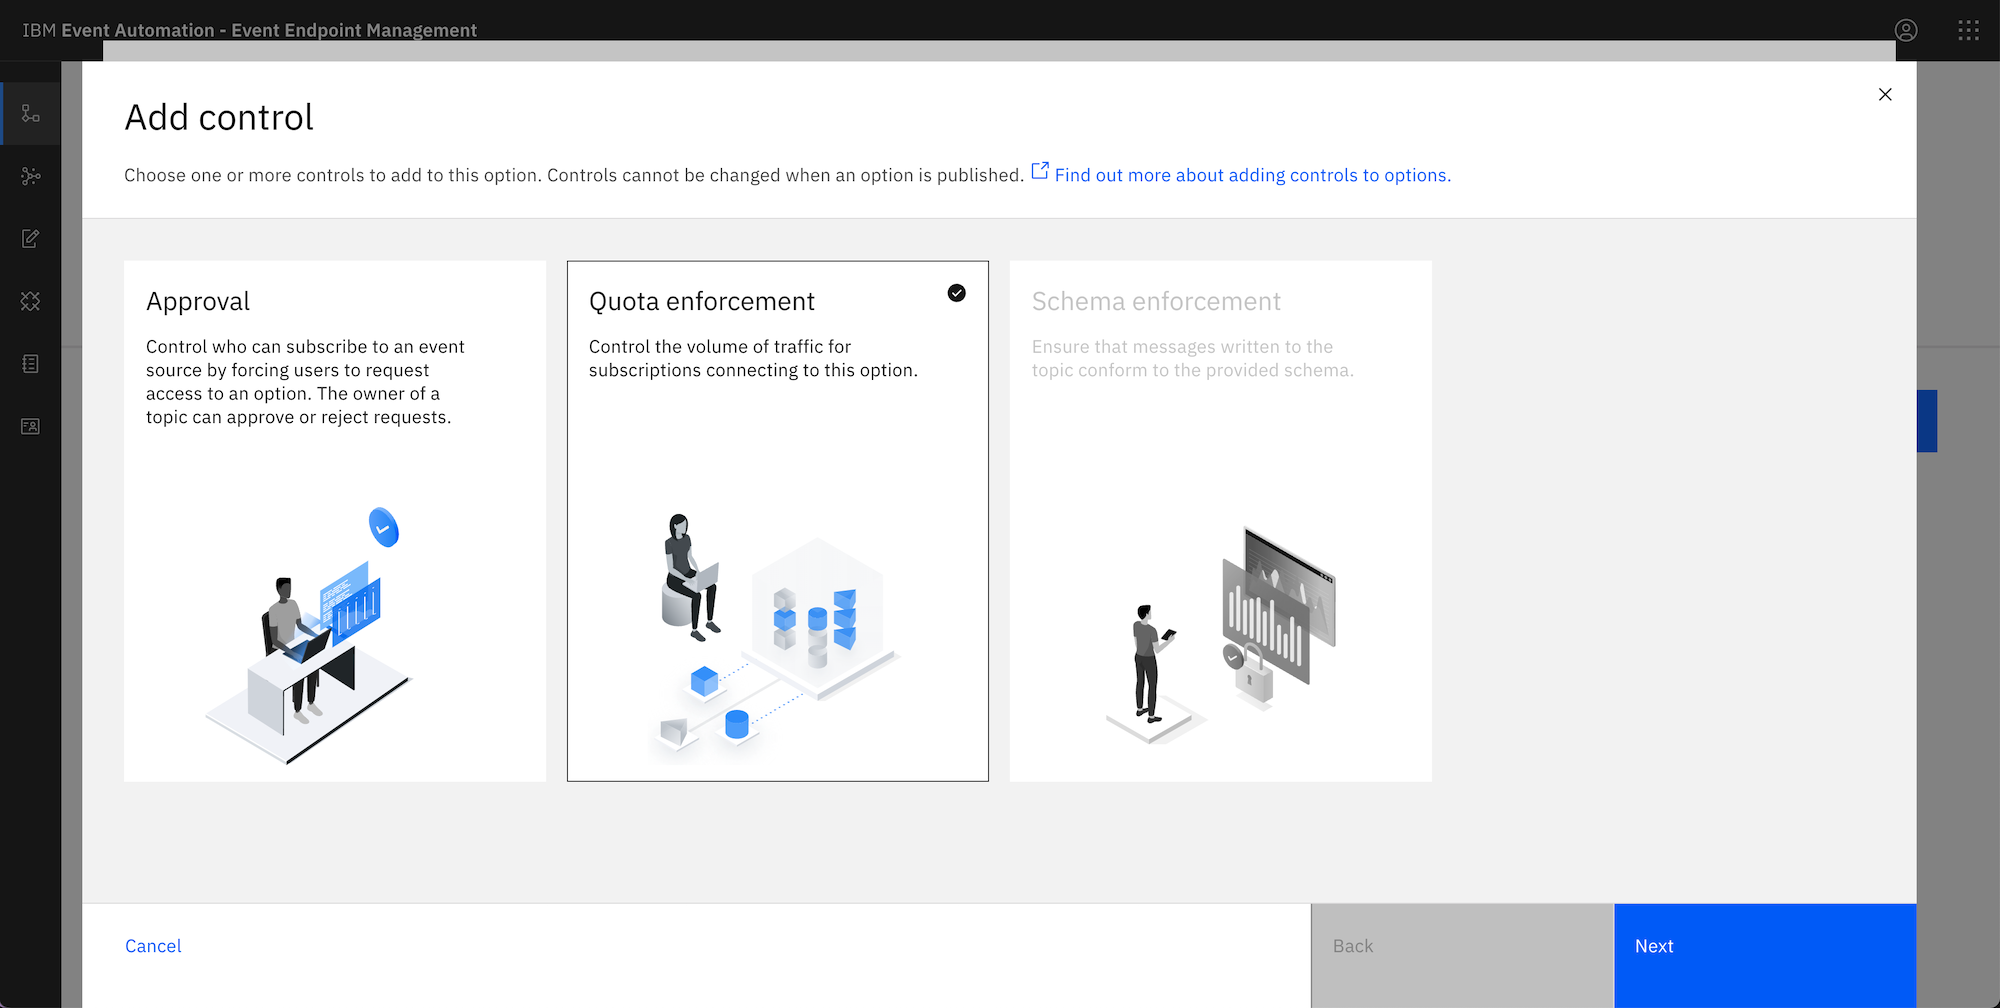 IBM Event Automation - Event Endpoint Management
Add control
Choose one or more controls to add to this option. Controls cannot be changed when an option is published. Find out more about adding controls to options.
Approval
Control who can subscribe to an event
source by forcing users to request
access to an option. The owner of a
topic can approve or reject requests.
Quota enforcement
Control the volume of traffic for
subscriptions connecting to this option.
Schema enforcement
Ensure that messages written to the
topic conform to the provided schema.
Cancel
Back
Next